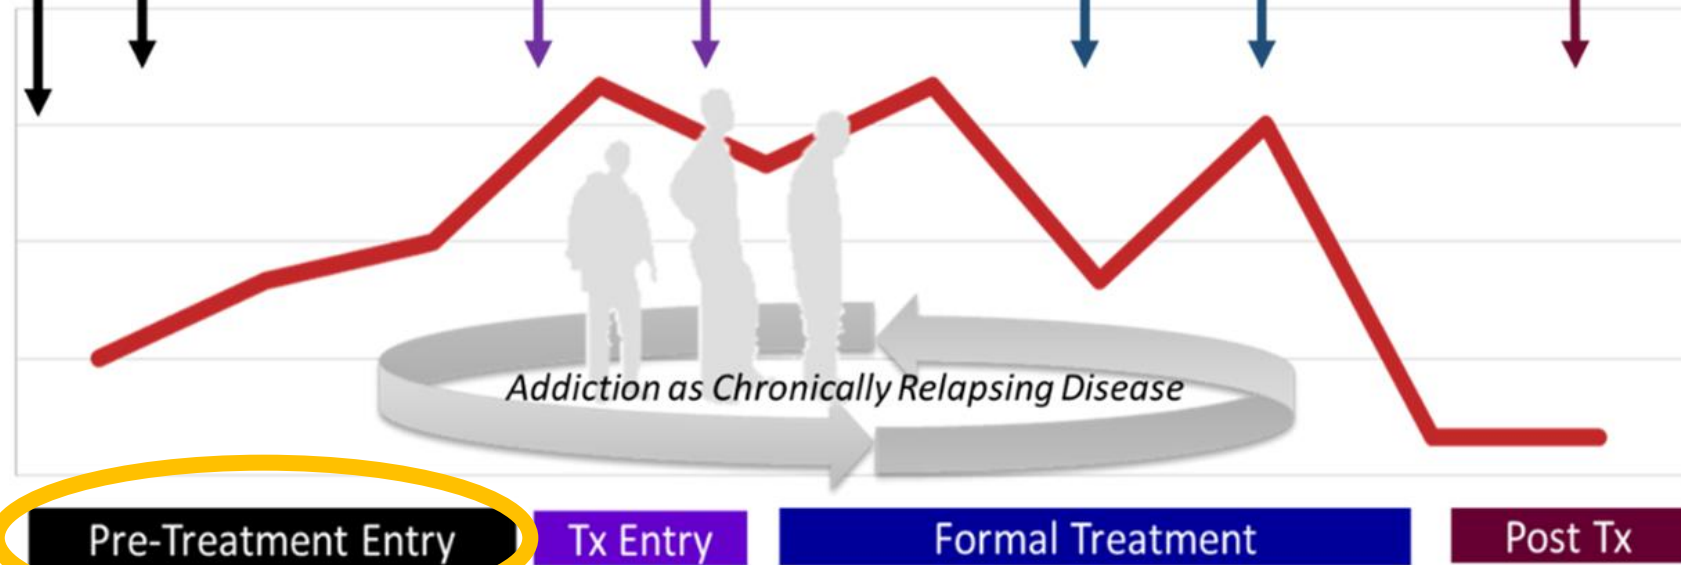 Addiction as Chronically Relapsing Disease
Pre-Treatment Entry
Tx Entry
Formal Treatment
Post Tx